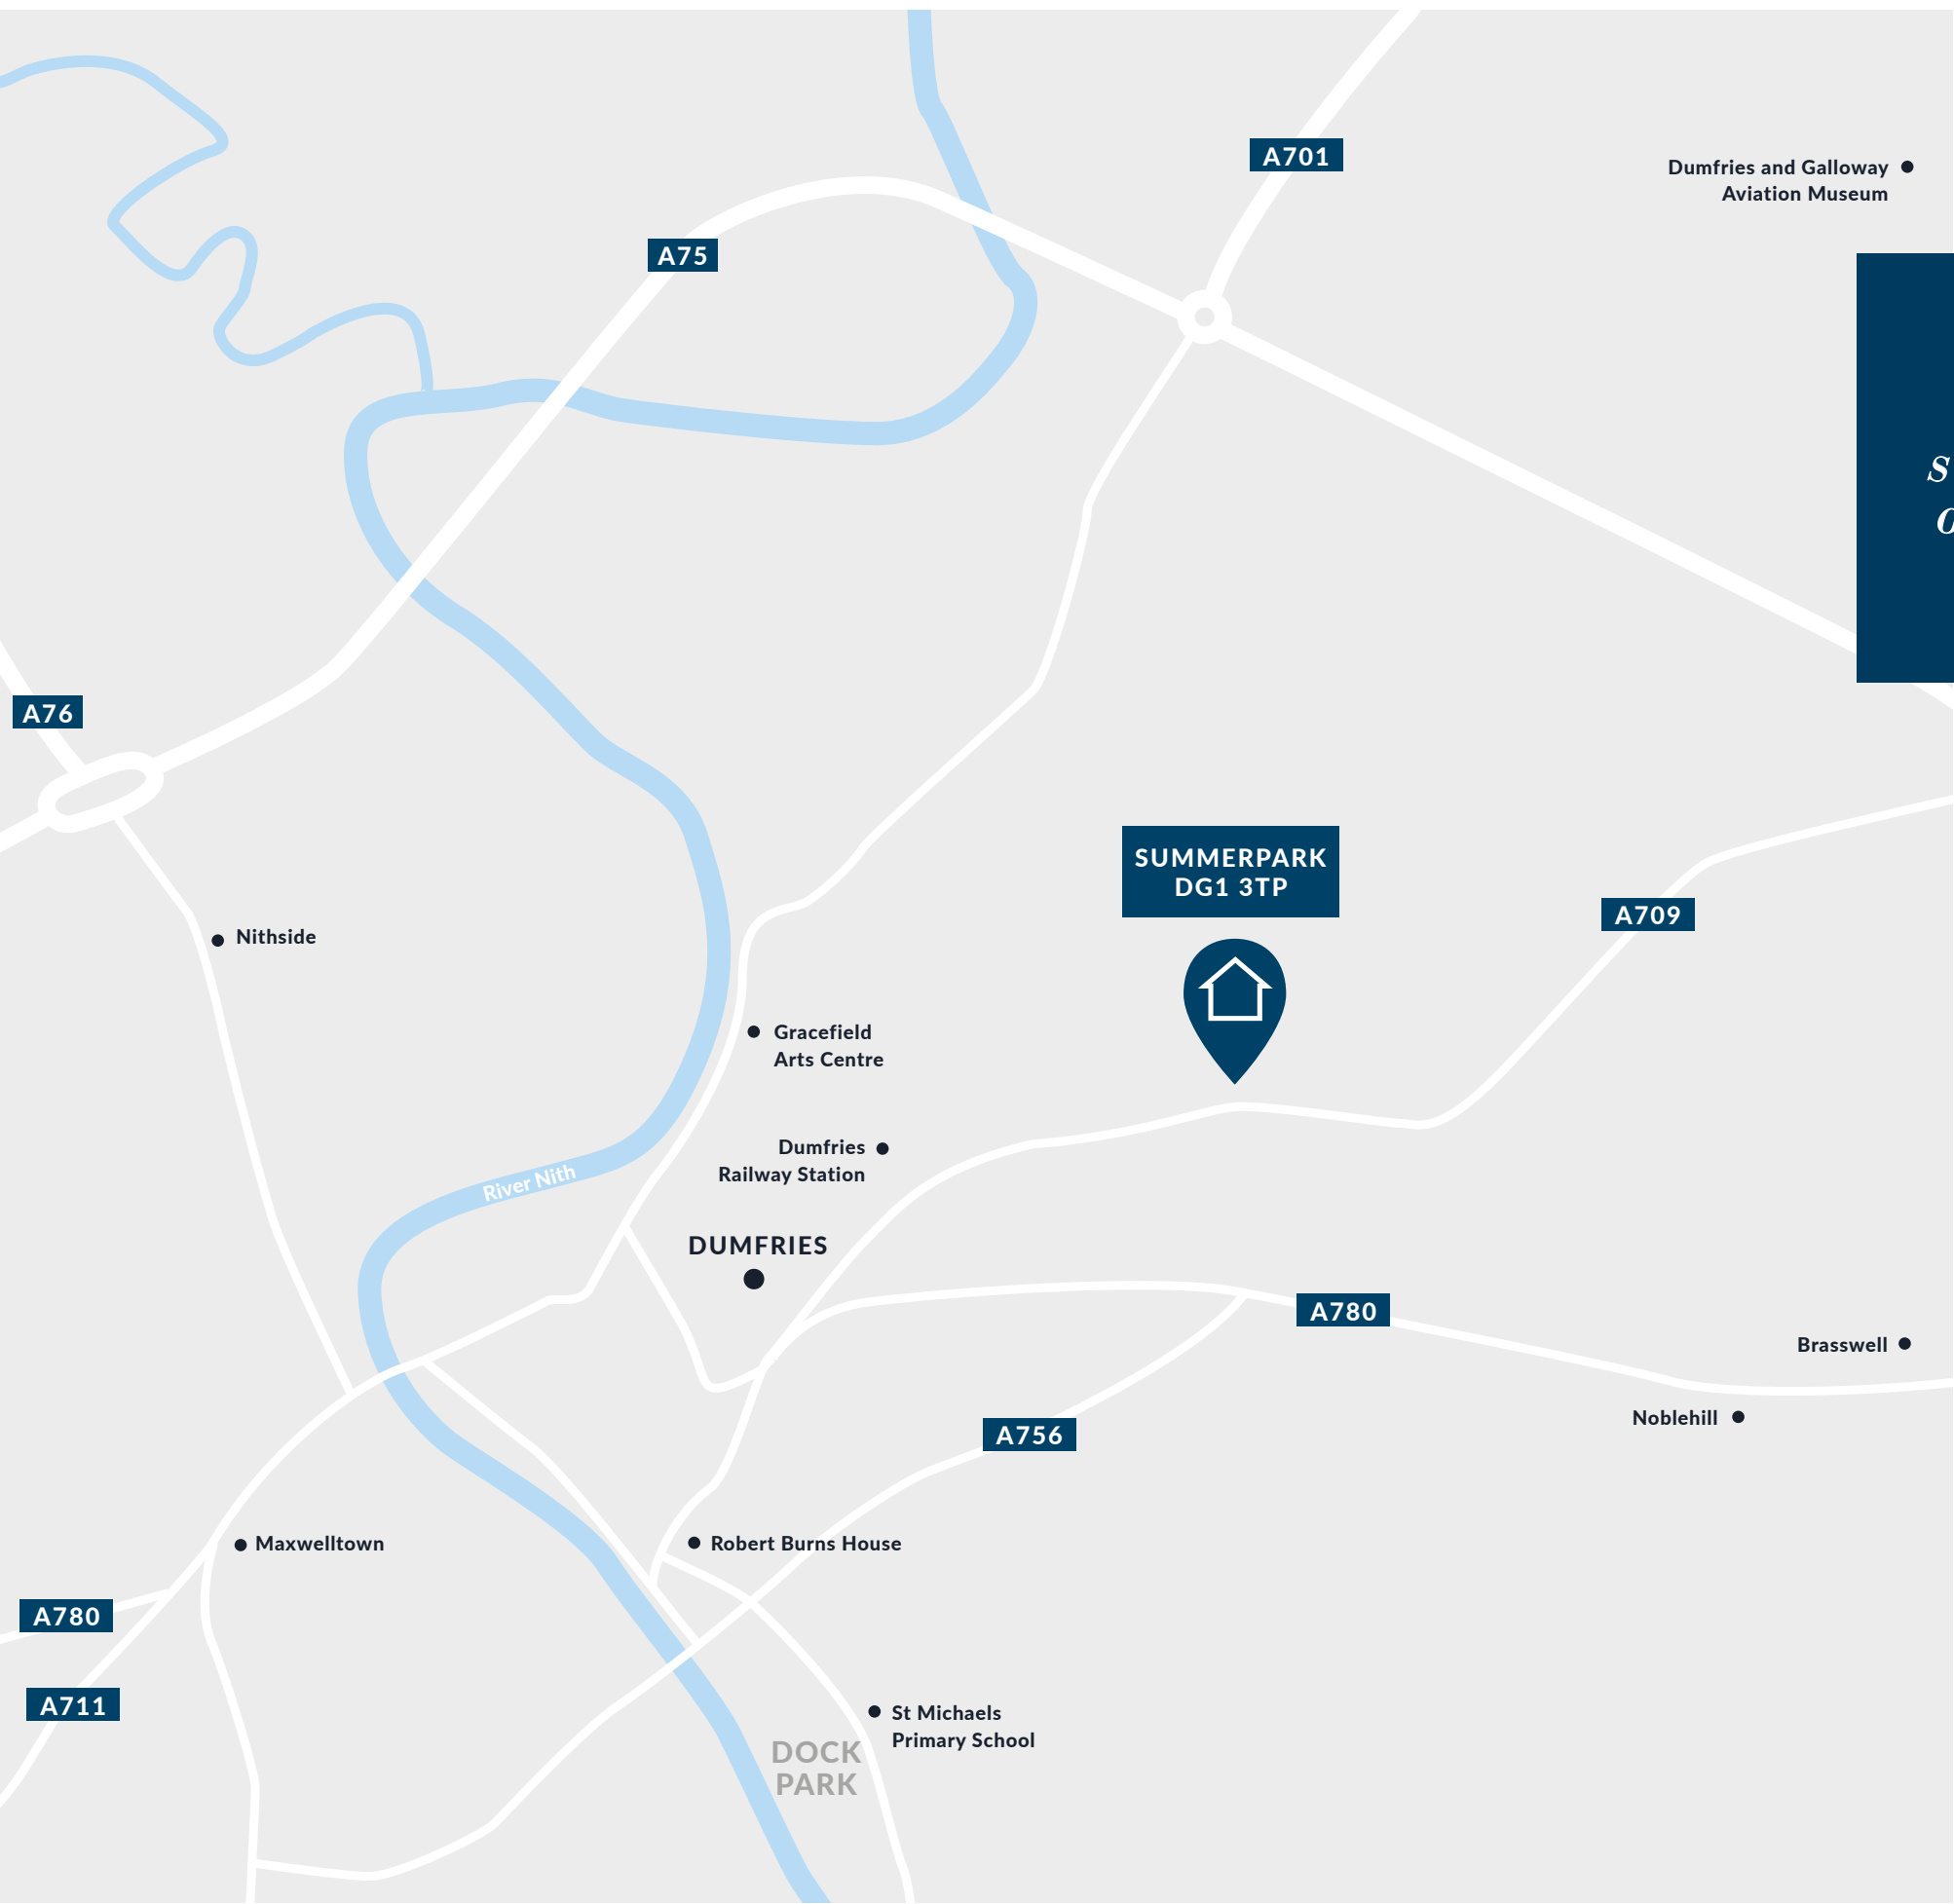 A701
Dumfries and Galloway
Aviation Museum
A75
S
A76
SUMMERPARK
DG1 3TP
A709
Nithside
Gracefield
Arts Centre
Dumfries
Railway Station
River Nith
DUMFRIES
A780
Brasswell
Noblehill
A756
Robert Burns House
Maxwelltown
A780
A711
St Michaels
Primary School
DOCK
PARK